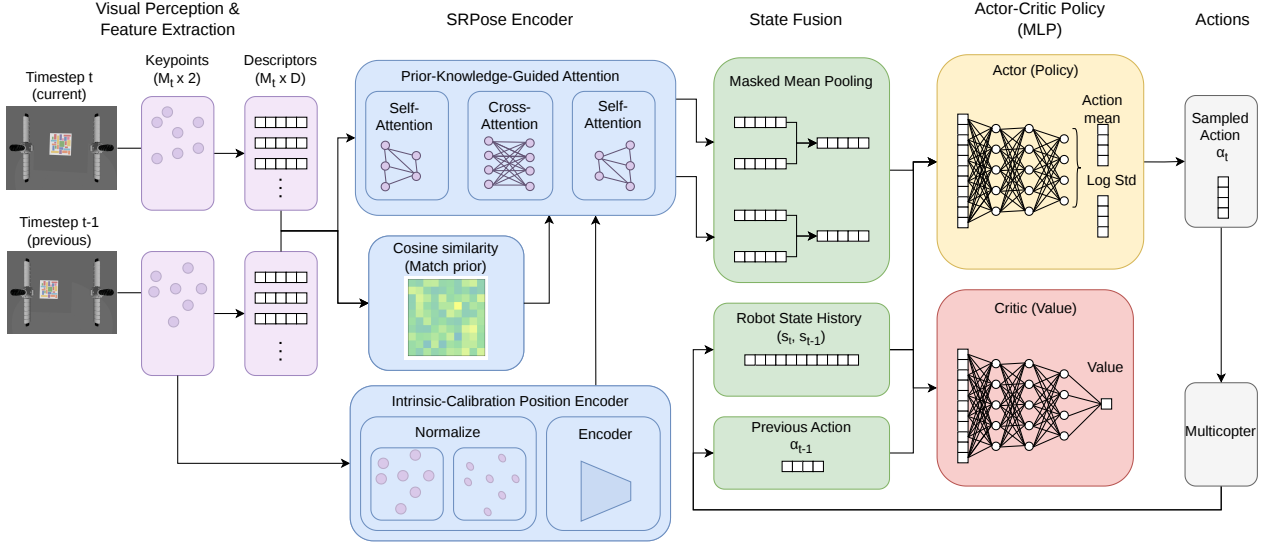 Visual Perception &
Feature Extraction
SRPose Encoder
State Fusion
Actor-Critic Policy
(MLP)
Actions
Timestep t
(current)
Keypoints
(Mt x 2)
Descriptors
(Mt x D)
Prior-Knowledge-Guided Attention
Self-
Attention
Cross-
Attention
Self-
Attention
Masked Mean Pooling
Actor (Policy)
Action
mean
Log Std
Sampled
Action
αt
Timestep t-1
(previous)
Cosine similarity
(Match prior)
Robot State History
(st, st-1)
Critic (Value)
Value
Intrinsic-Calibration Position Encoder
Normalize
Encoder
Previous Action
αt-1
Multicopter